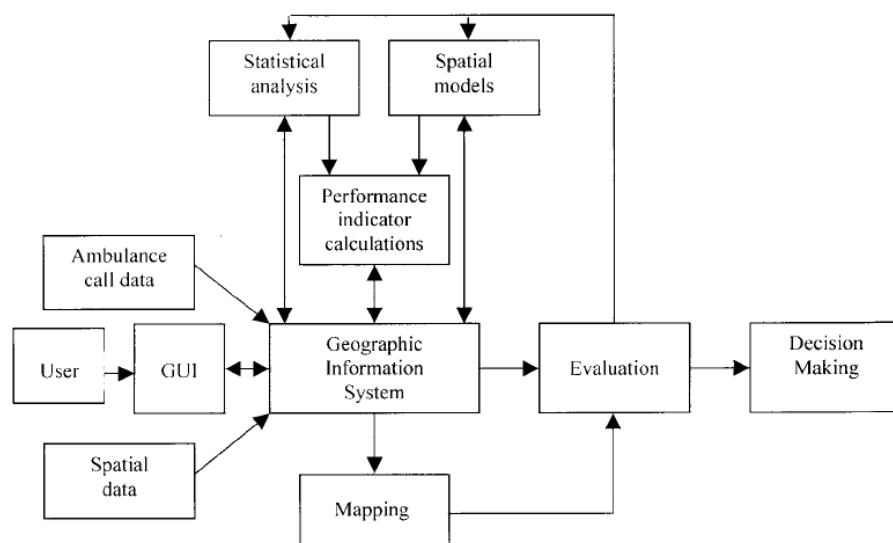 Statistical
analysis
Spatial
models
Performance
indicator
calculations
Ambulance
call data
User
GUI
Geographic
Information
System
Evaluation
Decision
Making
Spatial
data
Mapping